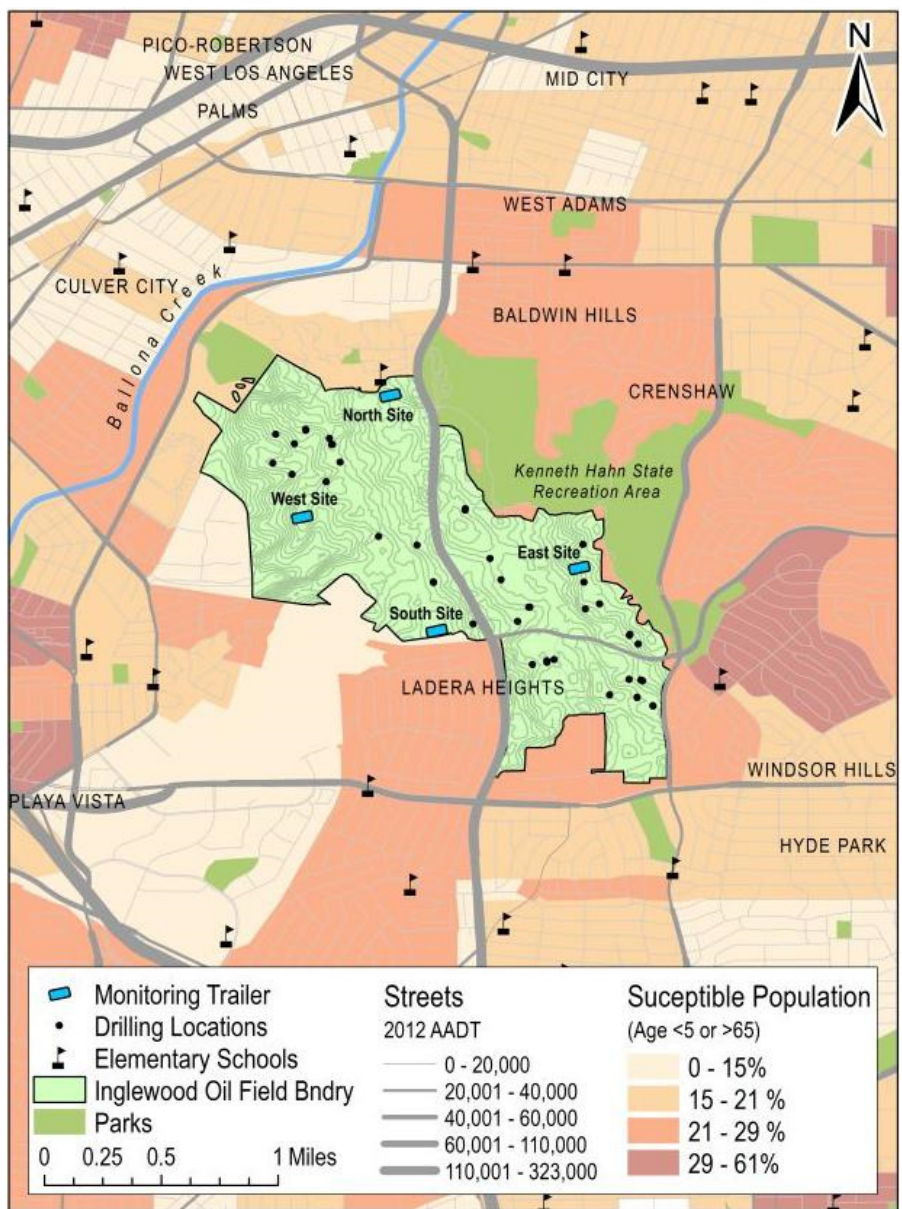 PICO-ROBERTSON
WEST LOS ANGELES
PALMS
MID CITY
N
WEST ADAMS
CULVER CITY
Ballona Creek
BALDWIN HILLS
CRENSHAW
North Site
Kenneth Hahn State
Recreation Area
West Site
East Site
South Site
LADERA HEIGHTS
WINDSOR HILLS
PLAYA VISTA
HYDE PARK
Monitoring Trailer
Drilling Locations
Elementary Schools
Inglewood Oil Field Bndry
Parks
0 0.25 0.5 1 Miles
Streets
2012 AADT
0 - 20,000
20,001 - 40,000
40,001 - 60,000
60,001 - 110,000
110,001 - 323,000
Suceptible Population
(Age <5 or >65)
0 - 15%
15 - 21 %
21 - 29 %
29 - 61%